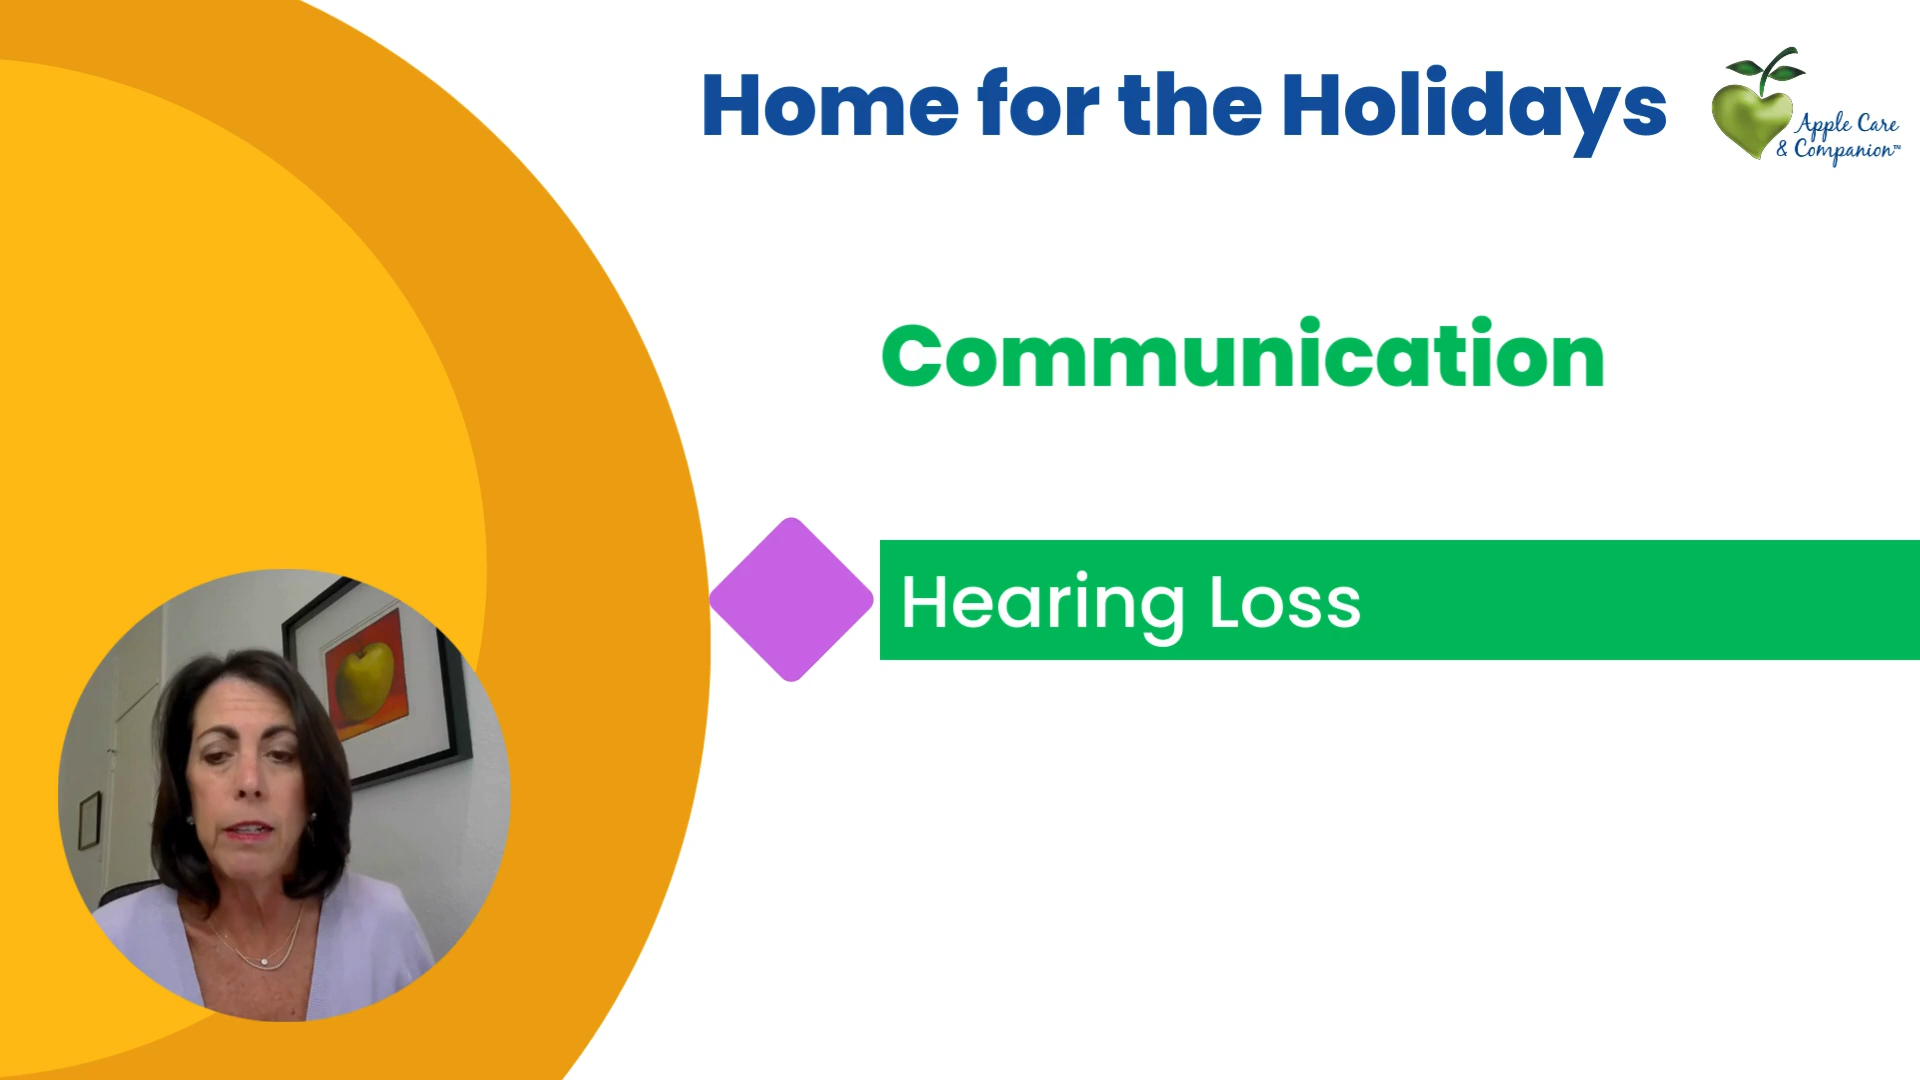 Home for the Holidays
Apple Care
& Companion™
Communication
Hearing Loss